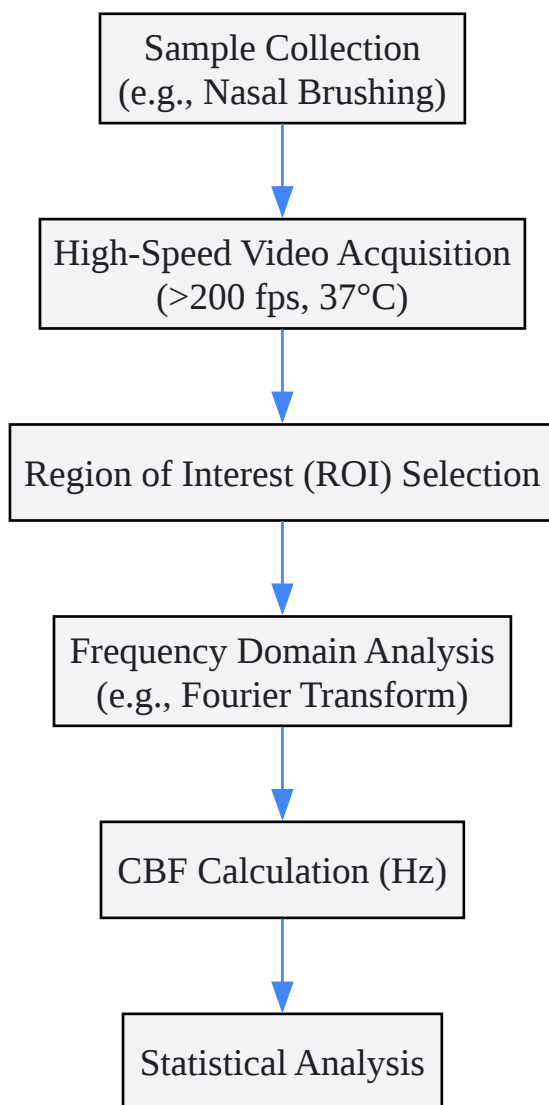 Sample Collection
(e.g., Nasal Brushing)
High-Speed Video Acquisition
(>200 fps, 37°C)
Region of Interest (ROI) Selection
Frequency Domain Analysis
(e.g., Fourier Transform)
CBF Calculation (Hz)
Statistical Analysis